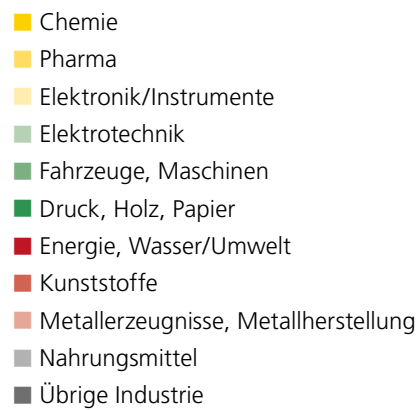 Chemie
Pharma
Elektronik/Instrumente
Elektrotechnik
Fahrzeuge, Maschinen
Druck, Holz, Papier
Energie, Wasser/Umwelt
Kunststoffe
Metallerzeugnisse, Metallherstellung
Nahrungsmittel
Übrige Industrie